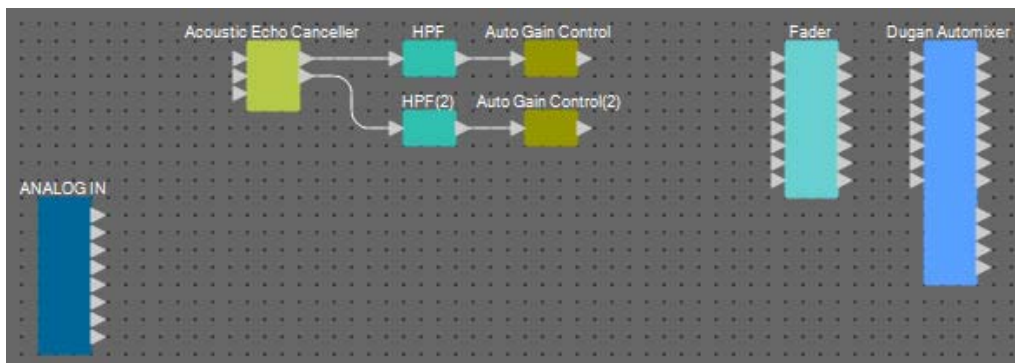 Acoustic Echo Canceller
HPF
Auto Gain Control
Fader
Dugan Automixer
HPF(2)
Auto Gain Control(2)
ANALOG IN